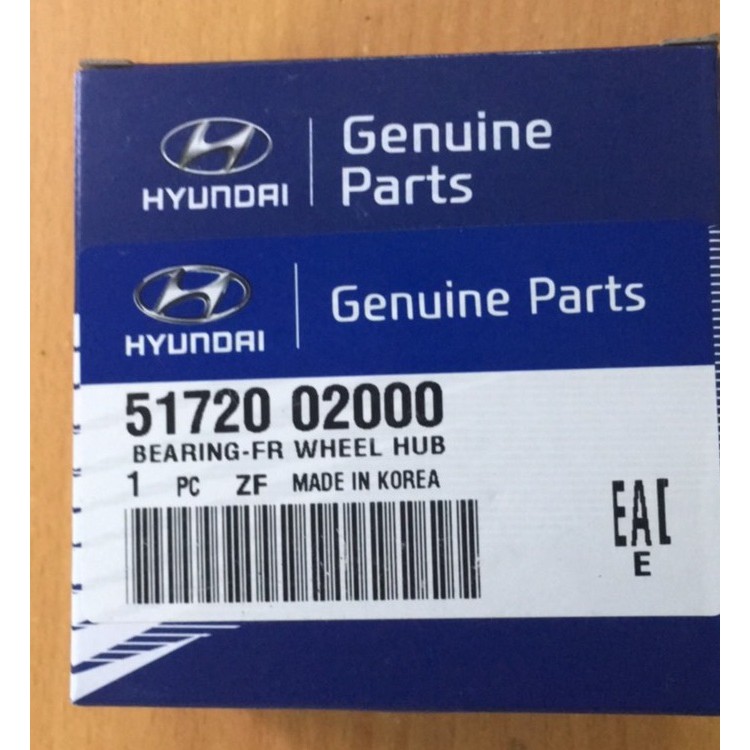 Genuine
Parts
HYUNDAI
Genuine Parts
HYUNDAI
51720 02000
BEARING-FR WHEEL HUB
1 PC ZF MADE IN KOREA
EAC
E